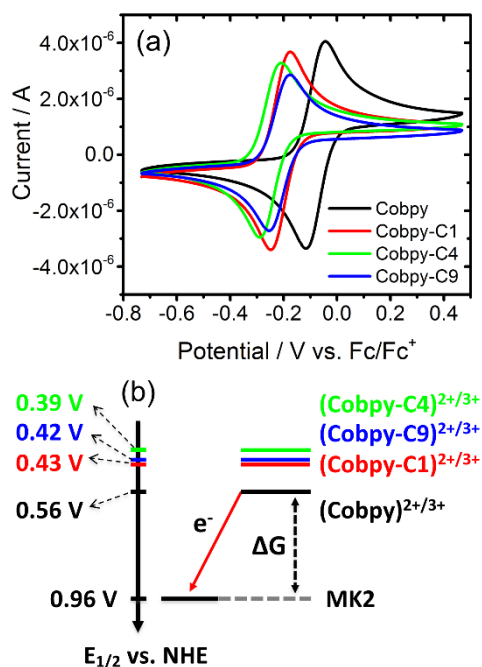 (a)
4.0x10⁻⁶
2.0x10⁻⁶
0.0
-2.0x10⁻⁶
-4.0x10⁻⁶
Current / A
Cobpy
Cobpy-C1
Cobpy-C4
Cobpy-C9
-0.8 -0.6 -0.4 -0.2 0.0 0.2 0.4
Potential / V vs. Fc/Fc⁺
(b)
0.39 V
0.42 V
0.43 V
0.56 V
0.96 V
(Cobpy-C4)²⁺/³⁺
(Cobpy-C9)²⁺/³⁺
(Cobpy-C1)²⁺/³⁺
(Cobpy)²⁺/³⁺
e⁻
ΔG
MK2
E₁/₂ vs. NHE